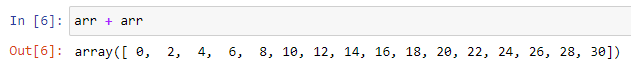 In [6]: arr + arr
Out[6]: array([ 0,  2,  4,  6,  8, 10, 12, 14, 16, 18, 20, 22, 24, 26, 28, 30])